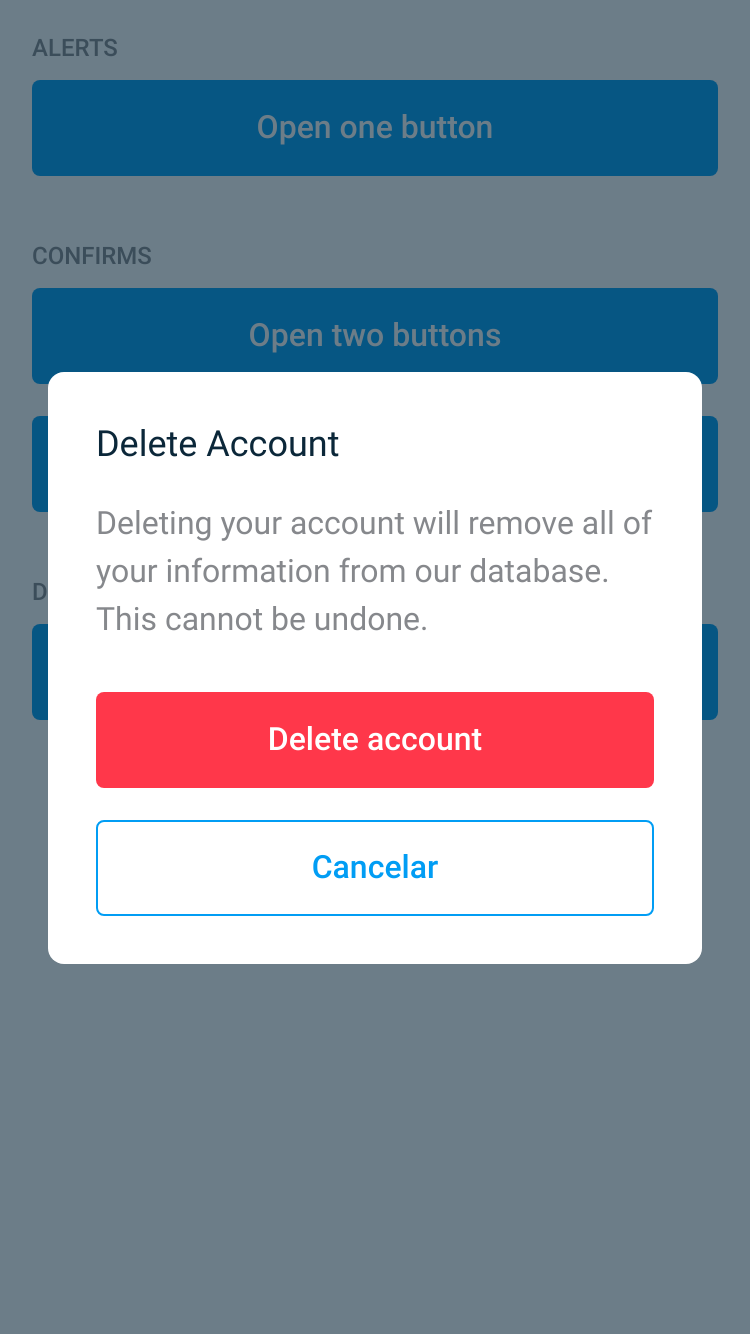 ALERTS
Open one button
CONFIRMS
Open two buttons
Delete Account
Deleting your account will remove all of
your information from our database.
This cannot be undone.
D
Delete account
Cancelar